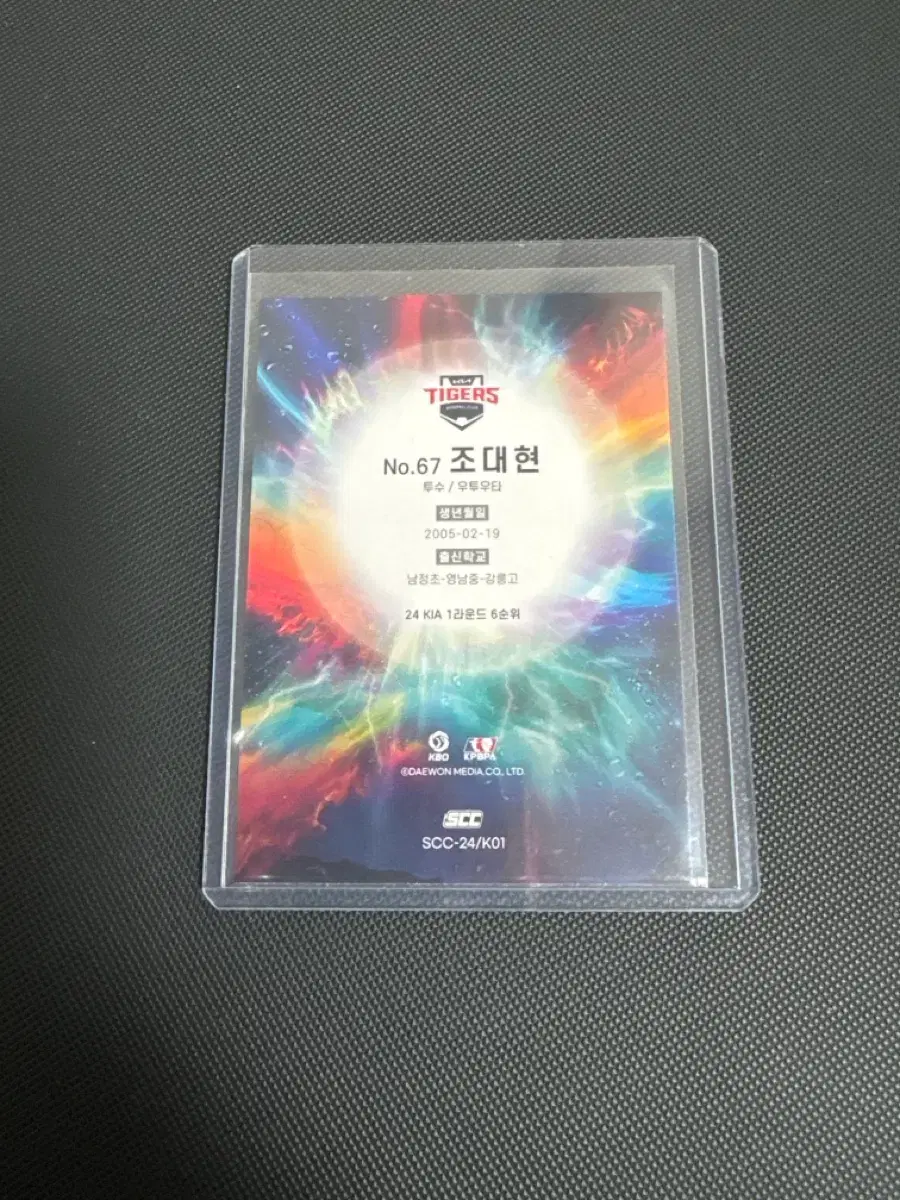 KIA
TIGERS
No.67 조대현
투수 / 우투우타
생년월일
2005-02-19
출신학교
남정초-영남중-강릉고
24 KIA 1라운드 6순위
KBO KPBPA
©DAEWON MEDIA CO., LTD.
SCC
SCC-24/K01